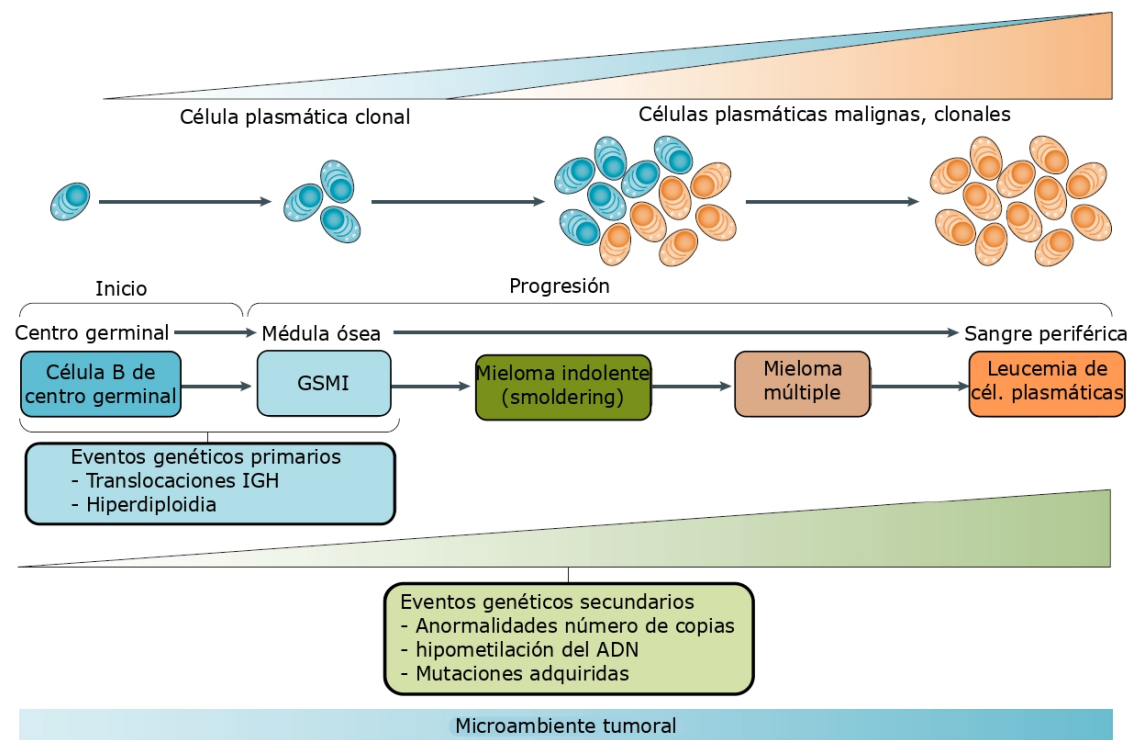 Célula plasmática clonal
Células plasmáticas malignas, clonales
Inicio
Progresión
Centro germinal
Médula ósea
Sangre periférica
Célula B de
centro germinal
GSMI
Mieloma indolente
(smoldering)
Mieloma
múltiple
Leucemia de
cél. plasmáticas
Eventos genéticos primarios
- Translocaciones IGH
- Hiperdiploidia
Eventos genéticos secundarios
- Anormalidades número de copias
- hipometilación del ADN
- Mutaciones adquiridas
Microambiente tumoral